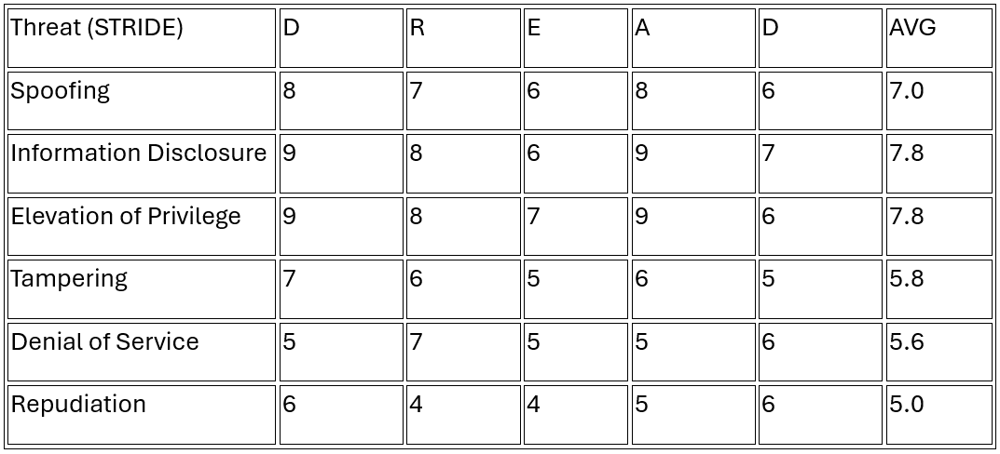 Threat (STRIDE) D R E A D AVG
Spoofing 8 7 6 8 6 7.0
Information Disclosure 9 8 6 9 7 7.8
Elevation of Privilege 9 8 7 9 6 7.8
Tampering 7 6 5 6 5 5.8
Denial of Service 5 7 5 5 6 5.6
Repudiation 6 4 4 5 6 5.0